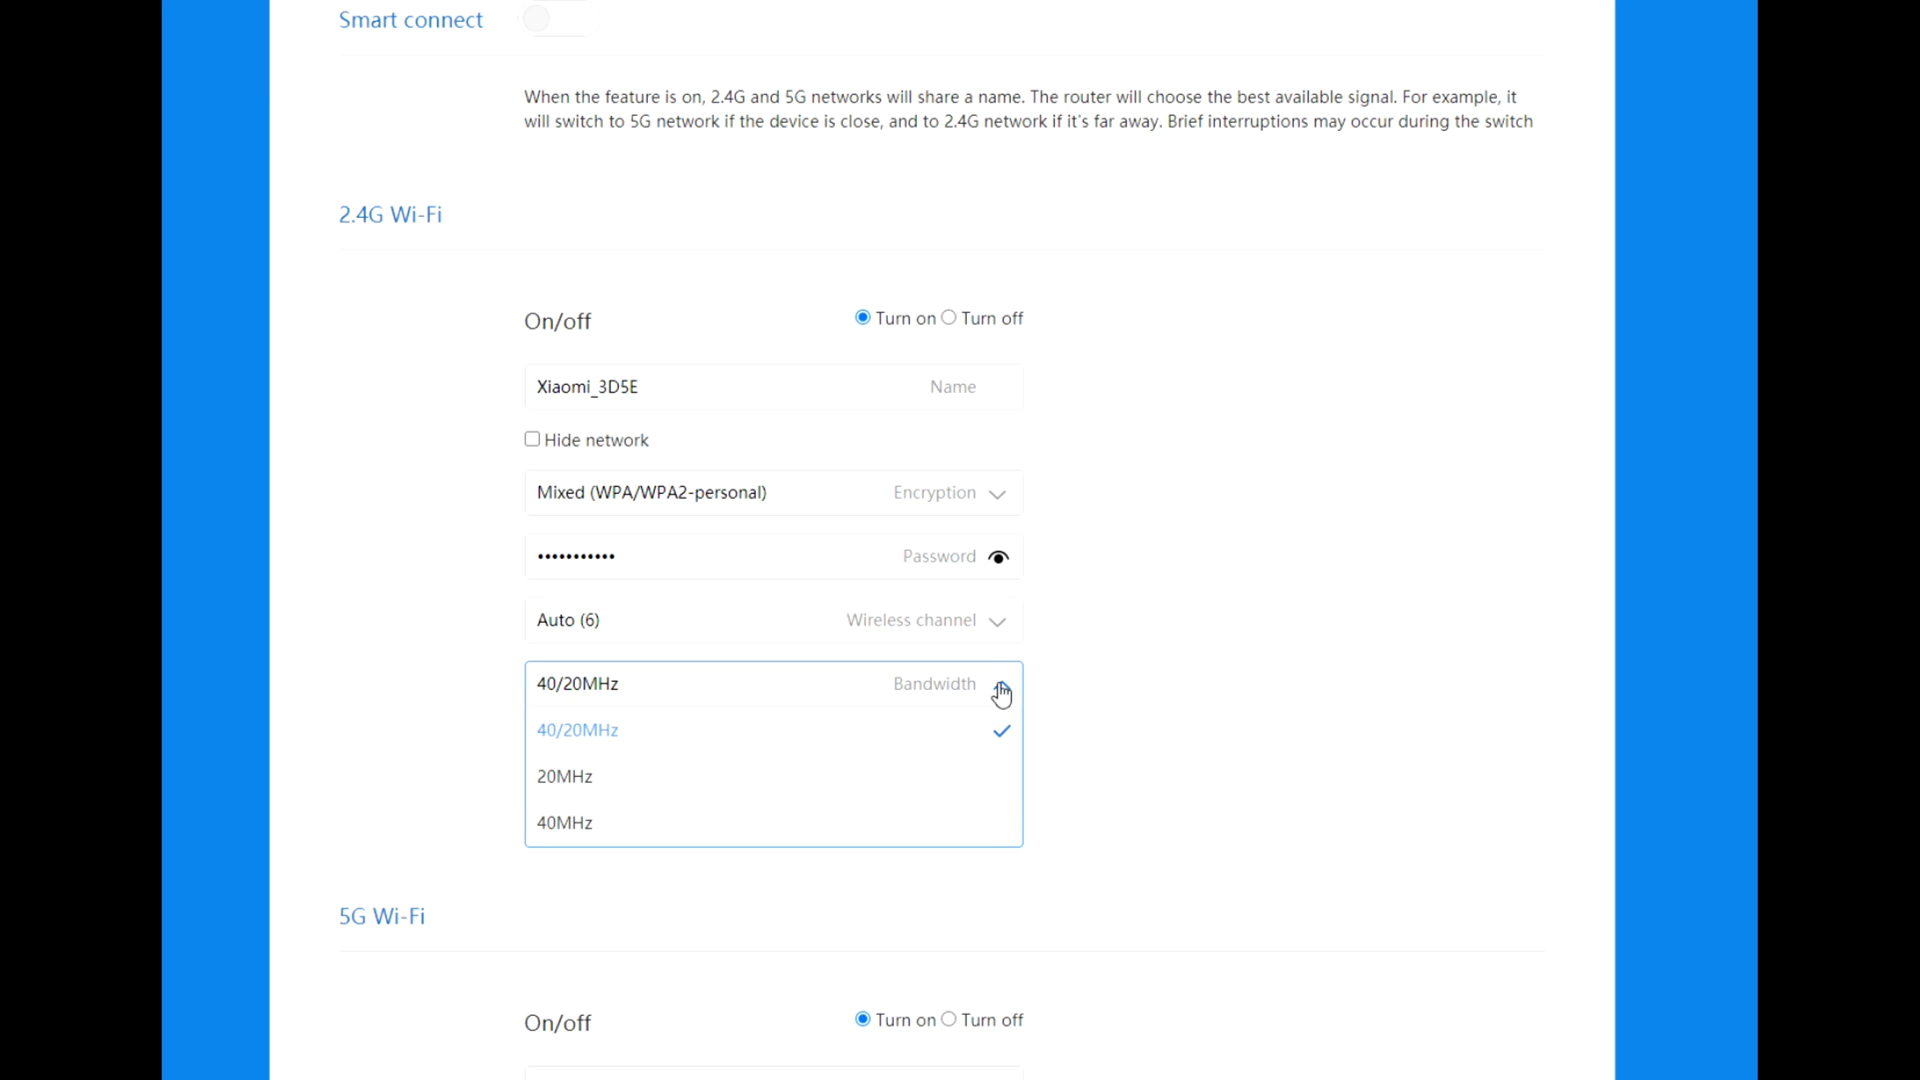 Smart connect
When the feature is on, 2.4G and 5G networks will share a name. The router will choose the best available signal. For example, it
will switch to 5G network if the device is close, and to 2.4G network if it's far away. Brief interruptions may occur during the switch
2.4G Wi-Fi
On/off Turn on Turn off
Xiaomi_3D5E Name
Hide network
Mixed (WPA/WPA2-personal) Encryption
••••••••••• Password
Auto (6) Wireless channel
40/20MHz Bandwidth
40/20MHz
20MHz
40MHz
5G Wi-Fi
On/off Turn on Turn off